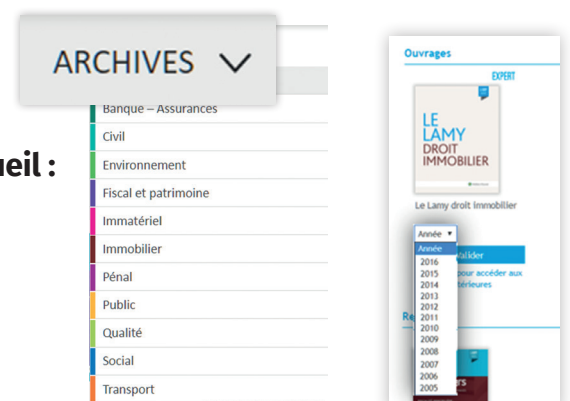 ARCHIVES
Banque – Assurances
Civil
Environnement
Fiscal et patrimoine
Immatériel
Immobilier
Pénal
Public
Qualité
Social
Transport
ueil :
Ouvrages
EXPERT
LE
LAMY
DROIT
IMMOBILIER
Le Lamy droit immobilier
Année
Année
Valider
2016
2015
pour accéder aux
2014
2013
2012
2011
2010
2009
2008
2007
2006
2005